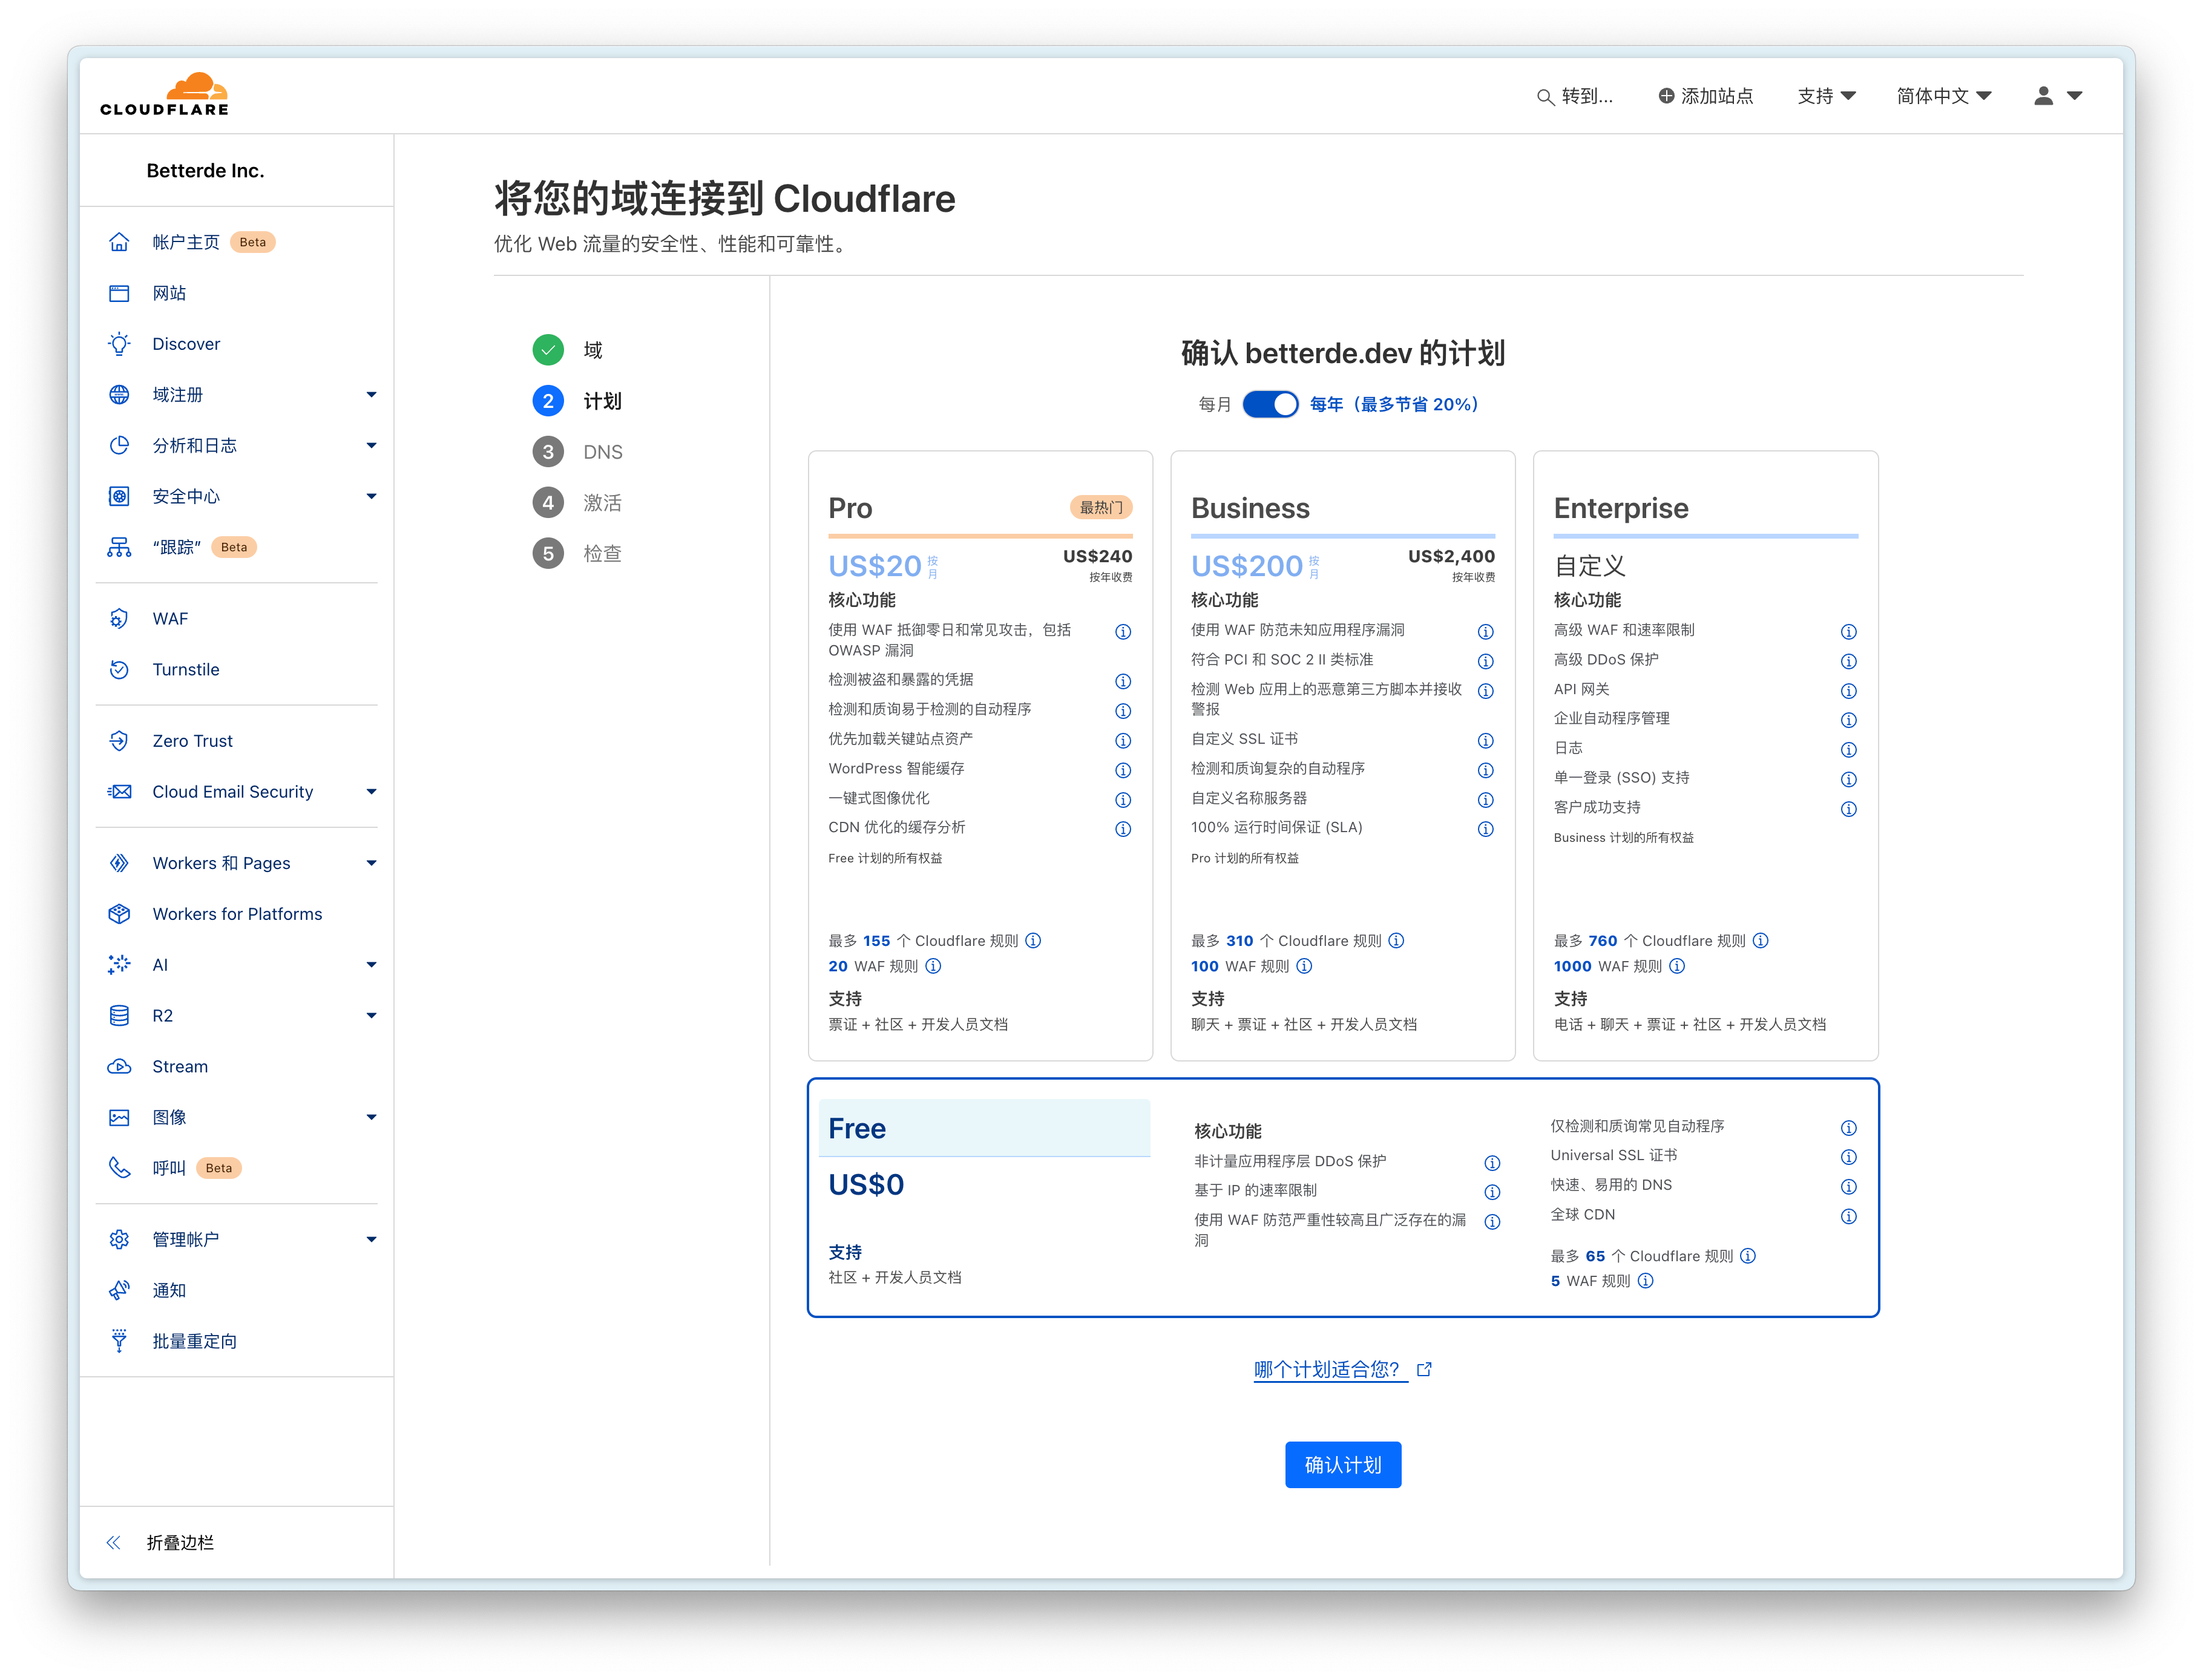 CLOUDFLARE
转到...
添加站点
支持
简体中文
Betterde Inc.
帐户主页 Beta
网站
Discover
域注册
分析和日志
安全中心
“跟踪” Beta
WAF
Turnstile
Zero Trust
Cloud Email Security
Workers 和 Pages
Workers for Platforms
AI
R2
Stream
图像
呼叫 Beta
管理帐户
通知
批量重定向
折叠边栏
将您的域连接到 Cloudflare
优化 Web 流量的安全性、性能和可靠性。
域
2 计划
3 DNS
4 激活
5 检查
确认 betterde.dev 的计划
每月 每年（最多节省 20%）
Pro 最热门
US$20 按月
US$240
按年收费
核心功能
使用 WAF 抵御零日和常见攻击，包括
OWASP 漏洞
检测被盗和暴露的凭据
检测和质询易于检测的自动程序
优先加载关键站点资产
WordPress 智能缓存
一键式图像优化
CDN 优化的缓存分析
Free 计划的所有权益
最多 155 个 Cloudflare 规则
20 WAF 规则
支持
票证 + 社区 + 开发人员文档
Business
US$200 按月
US$2,400
按年收费
核心功能
使用 WAF 防范未知应用程序漏洞
符合 PCI 和 SOC 2 II 类标准
检测 Web 应用上的恶意第三方脚本并接收
警报
自定义 SSL 证书
检测和质询复杂的自动程序
自定义名称服务器
100% 运行时间保证 (SLA)
Pro 计划的所有权益
最多 310 个 Cloudflare 规则
100 WAF 规则
支持
聊天 + 票证 + 社区 + 开发人员文档
Enterprise
自定义
核心功能
高级 WAF 和速率限制
高级 DDoS 保护
API 网关
企业自动程序管理
日志
单一登录 (SSO) 支持
客户成功支持
Business 计划的所有权益
最多 760 个 Cloudflare 规则
1000 WAF 规则
支持
电话 + 聊天 + 票证 + 社区 + 开发人员文档
Free
US$0
支持
社区 + 开发人员文档
核心功能
非计量应用程序层 DDoS 保护
基于 IP 的速率限制
使用 WAF 防范严重性较高且广泛存在的漏
洞
仅检测和质询常见自动程序
Universal SSL 证书
快速、易用的 DNS
全球 CDN
最多 65 个 Cloudflare 规则
5 WAF 规则
哪个计划适合您?
确认计划